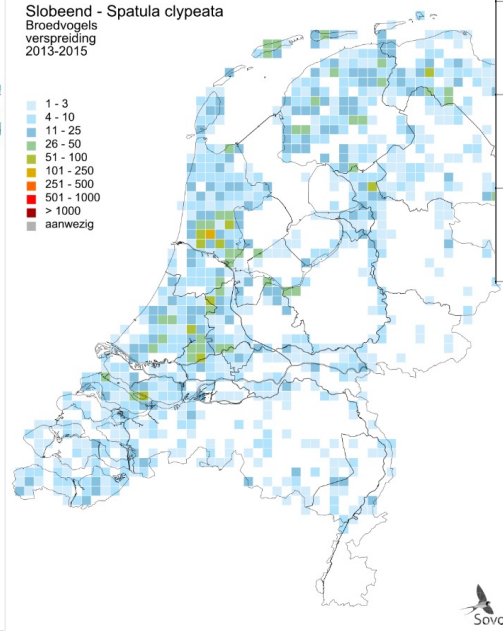 Slobeend - Spatula clypeata
Broedvogels
verspreiding
2013-2015
1 - 3
4 - 10
11 - 25
26 - 50
51 - 100
101 - 250
251 - 500
501 - 1000
> 1000
aanwezig
Sovo